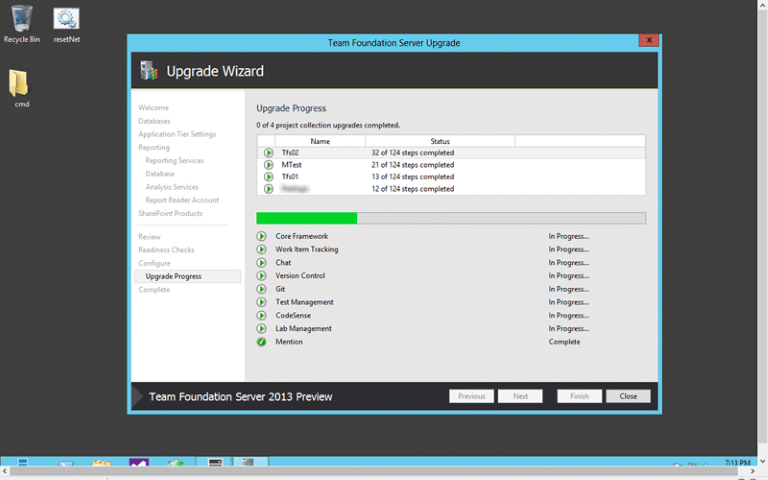 Recycle Bin
resetNet
cmd
Team Foundation Server Upgrade
x
Upgrade Wizard
Welcome
Databases
Application Tier Settings
Reporting
Reporting Services
Database
Analysis Services
Report Reader Account
SharePoint Products
Review
Readiness Checks
Configure
Upgrade Progress
Complete
Upgrade Progress
0 of 4 project collection upgrades completed.
Name Status
Tfs02 32 of 124 steps completed
MTest 21 of 124 steps completed
Tfs01 13 of 124 steps completed
12 of 124 steps completed
Core Framework In Progress...
Work Item Tracking In Progress...
Chat In Progress...
Version Control In Progress...
Git In Progress...
Test Management In Progress...
CodeSense In Progress...
Lab Management In Progress...
Mention Complete
Team Foundation Server 2013 Preview
Previous Next Finish Close
7:13 PM